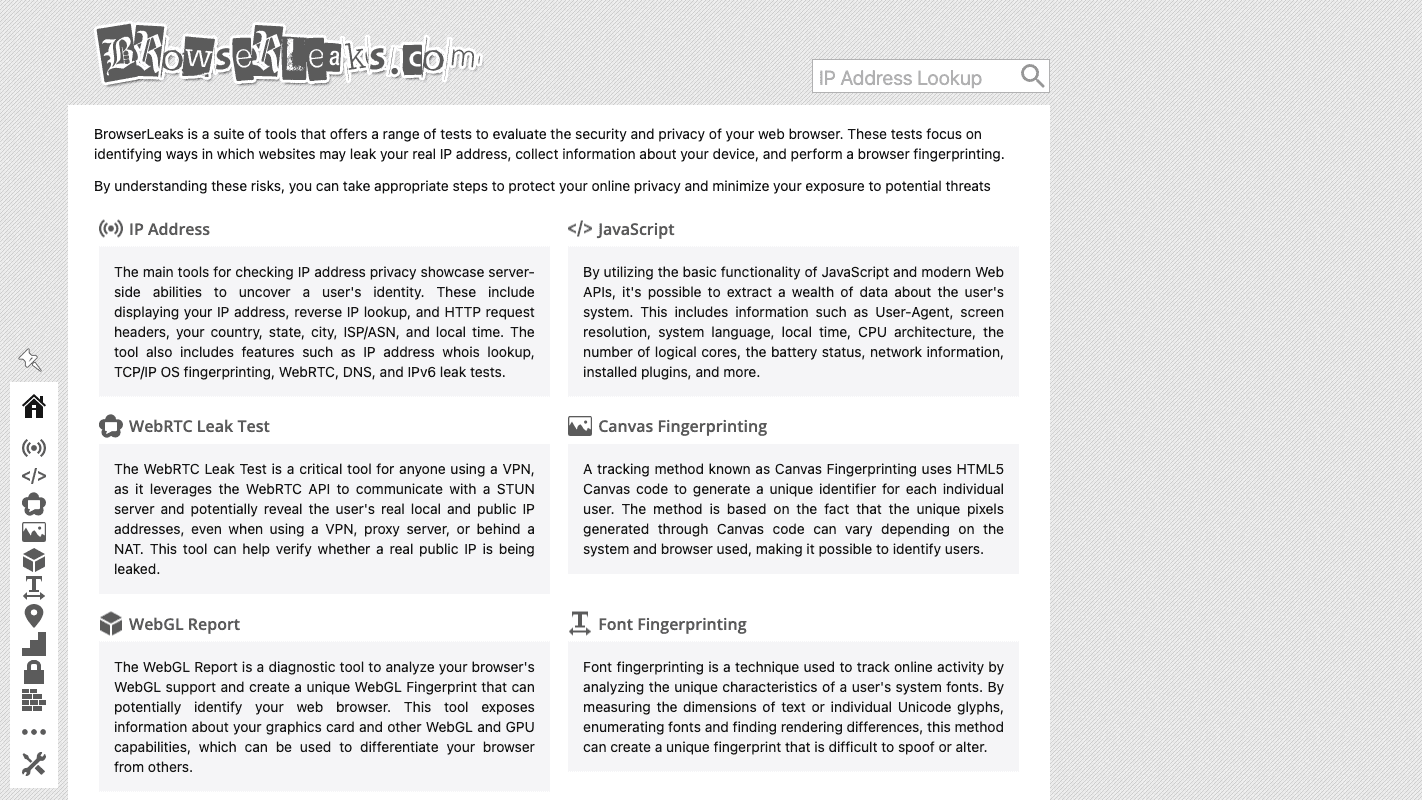 BrowserLeaks.com
IP Address Lookup
BrowserLeaks is a suite of tools that offers a range of tests to evaluate the security and privacy of your web browser. These tests focus on
identifying ways in which websites may leak your real IP address, collect information about your device, and perform a browser fingerprinting.
By understanding these risks, you can take appropriate steps to protect your online privacy and minimize your exposure to potential threats
IP Address
The main tools for checking IP address privacy showcase server-
side abilities to uncover a user's identity. These include
displaying your IP address, reverse IP lookup, and HTTP request
headers, your country, state, city, ISP/ASN, and local time. The
tool also includes features such as IP address whois lookup,
TCP/IP OS fingerprinting, WebRTC, DNS, and IPv6 leak tests.
</> JavaScript
By utilizing the basic functionality of JavaScript and modern Web
APIs, it's possible to extract a wealth of data about the user's
system. This includes information such as User-Agent, screen
resolution, system language, local time, CPU architecture, the
number of logical cores, the battery status, network information,
installed plugins, and more.
WebRTC Leak Test
The WebRTC Leak Test is a critical tool for anyone using a VPN,
as it leverages the WebRTC API to communicate with a STUN
server and potentially reveal the user's real local and public IP
addresses, even when using a VPN, proxy server, or behind a
NAT. This tool can help verify whether a real public IP is being
leaked.
Canvas Fingerprinting
A tracking method known as Canvas Fingerprinting uses HTML5
Canvas code to generate a unique identifier for each individual
user. The method is based on the fact that the unique pixels
generated through Canvas code can vary depending on the
system and browser used, making it possible to identify users.
WebGL Report
The WebGL Report is a diagnostic tool to analyze your browser's
WebGL support and create a unique WebGL Fingerprint that can
potentially identify your web browser. This tool exposes
information about your graphics card and other WebGL and GPU
capabilities, which can be used to differentiate your browser
from others.
Font Fingerprinting
Font fingerprinting is a technique used to track online activity by
analyzing the unique characteristics of a user's system fonts. By
measuring the dimensions of text or individual Unicode glyphs,
enumerating fonts and finding rendering differences, this method
can create a unique fingerprint that is difficult to spoof or alter.